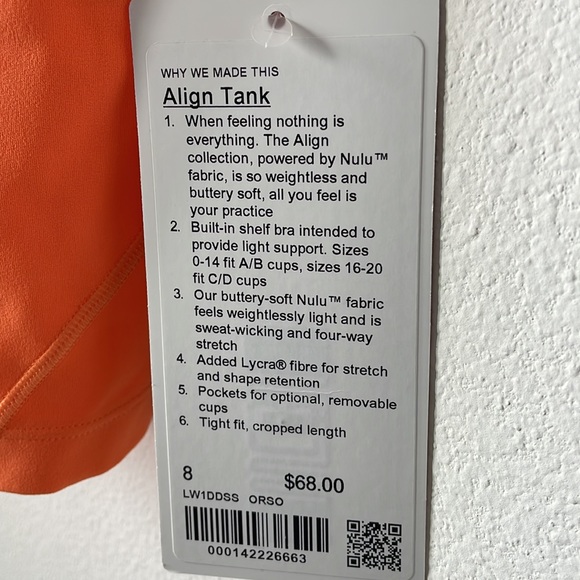 WHY WE MADE THIS
Align Tank
1. When feeling nothing is
everything. The Align
collection, powered by Nulu™
fabric, is so weightless and
buttery soft, all you feel is
your practice
2. Built-in shelf bra intended to
provide light support. Sizes
0-14 fit A/B cups, sizes 16-20
fit C/D cups
3. Our buttery-soft Nulu™ fabric
feels weightlessly light and is
sweat-wicking and four-way
stretch
4. Added Lycra® fibre for stretch
and shape retention
5. Pockets for optional, removable
cups
6. Tight fit, cropped length
8 $68.00
LW1DDSS ORSO
000142226663